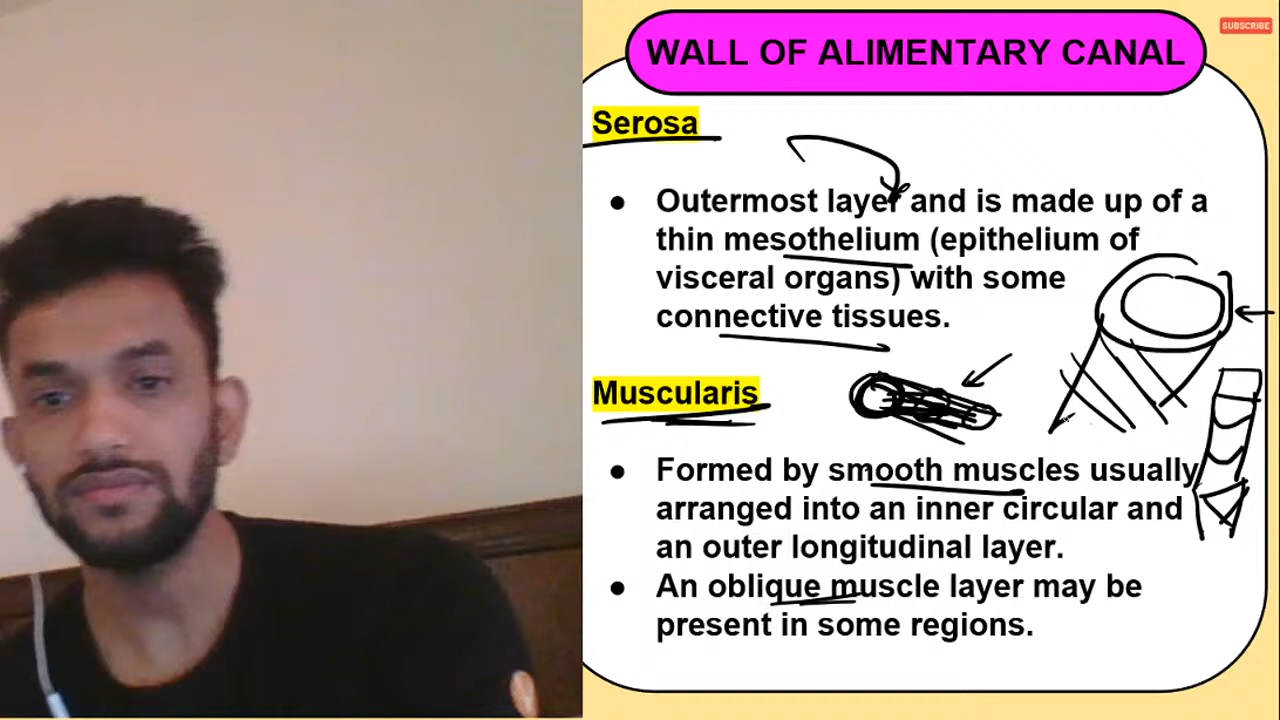 SUBSCRIBE
WALL OF ALIMENTARY CANAL
Serosa
● Outermost layer and is made up of a
thin mesothelium (epithelium of
visceral organs) with some
connective tissues.
Muscularis
● Formed by smooth muscles usually
arranged into an inner circular and
an outer longitudinal layer.
● An oblique muscle layer may be
present in some regions.